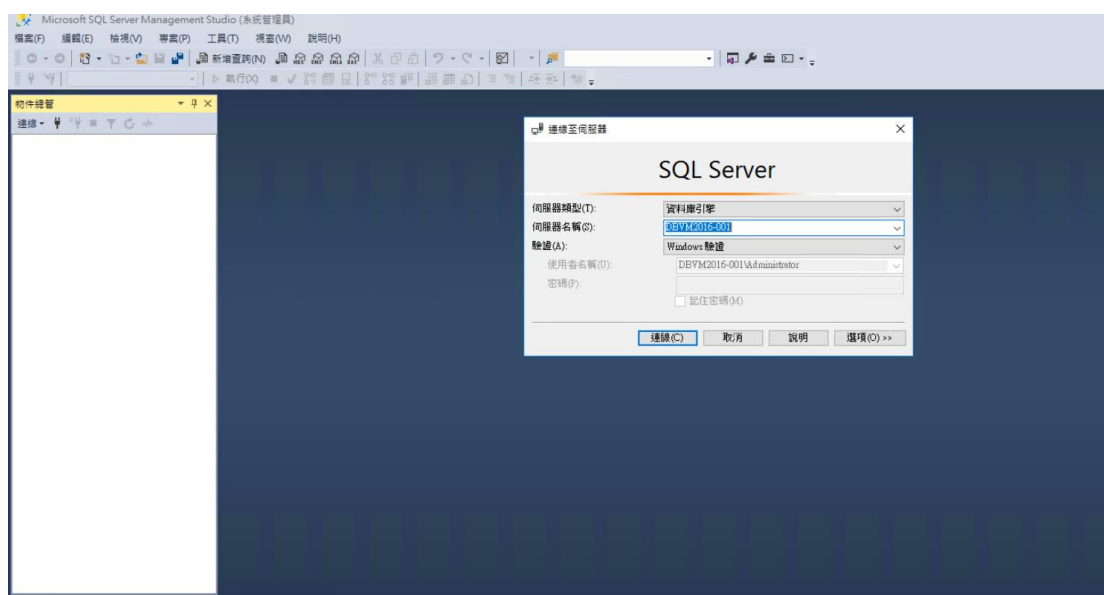 Microsoft SQL Server Management Studio (系統管理員)
檔案(F) 編輯(E) 檢視(V) 專案(P) 工具(T) 視窗(W) 說明(H)
新增查詢(N)
執行(X)
物件總管
連線
連線至伺服器
SQL Server
伺服器類型(T): 資料庫引擎
伺服器名稱(S): DBVM2016-001
驗證(A): Windows 驗證
使用者名稱(U): DBVM2016-001\Administrator
密碼(P):
記住密碼(M)
連線(C) 取消 說明 選項(O) >>